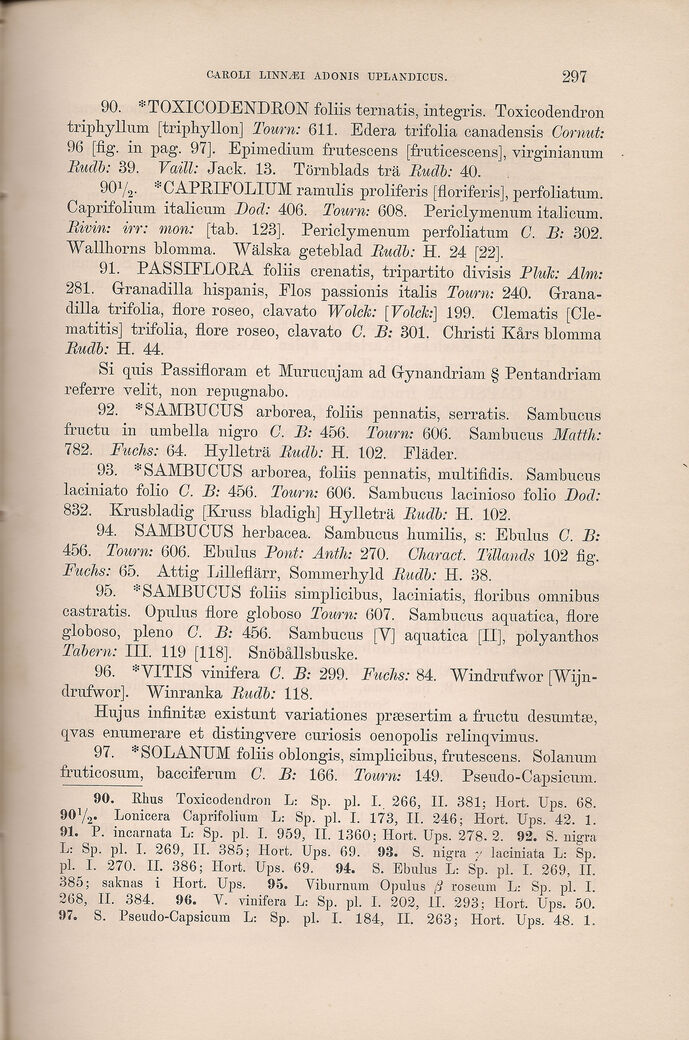 CAROLI LINNÆI ADONIS UPLANDICUS. 297
90. *TOXICODENDRON foliis ternatis, integris. Toxicodendron
triphyllum [triphyllon] Tourn: 611. Edera trifolia canadensis Cornut:
96 [fig. in pag. 97]. Epimedium frutescens [fruticescens], virginianum
Rudb: 39. Vaill: Jack. 13. Törnblads trä Rudb: 40.
90½. *CAPRIFOLIUM ramulis proliferis [floriferis], perfoliatum.
Caprifolium italicum Dod: 406. Tourn: 608. Periclymenum italicum.
Rivin: irr: mon: [tab. 123]. Periclymenum perfoliatum C. B: 302.
Wallhorns blomma. Wälska geteblad Rudb: H. 24 [22].
91. PASSIFLORA foliis crenatis, tripartito divisis Pluk: Alm:
281. Granadilla hispanis, Flos passionis italis Tourn: 240. Grana-
dilla trifolia, flore roseo, clavato Wolck: [Volck:] 199. Clematis [Cle-
matitis] trifolia, flore roseo, clavato C. B: 301. Christi Kårs blomma
Rudb: H. 44.
Si quis Passifloram et Murucujam ad Gynandriam § Pentandriam
referre velit, non repugnabo.
92. *SAMBUCUS arborea, foliis pennatis, serratis. Sambucus
fructu in umbella nigro C. B: 456. Tourn: 606. Sambucus Matth:
782. Fuchs: 64. Hylleträ Rudb: H. 102. Fläder.
93. *SAMBUCUS arborea, foliis pennatis, multifidis. Sambucus
laciniato folio C. B: 456. Tourn: 606. Sambucus lacinioso folio Dod:
832. Krusbladig [Kruss bladigh] Hylleträ Rudb: H. 102.
94. SAMBUCUS herbacea. Sambucus humilis, s: Ebulus C. B:
456. Tourn: 606. Ebulus Pont: Anth: 270. Charact. Tillands 102 fig.
Fuchs: 65. Attig Lilleflärr, Sommerhyld Rudb: H. 38.
95. *SAMBUCUS foliis simplicibus, laciniatis, floribus omnibus
castratis. Opulus flore globoso Tourn: 607. Sambucus aquatica, flore
globoso, pleno C. B: 456. Sambucus [V] aquatica [II], polyanthos
Tabern: III. 119 [118]. Snöbållsbuske.
96. *VITIS vinifera C. B: 299. Fuchs: 84. Windrufwor [Wijn-
drufwor]. Winranka Rudb: 118.
Hujus infinitæ existunt variationes præsertim a fructu desumtæ,
qvas enumerare et distingvere curiosis oenopolis relinqvimus.
97. *SOLANUM foliis oblongis, simplicibus, frutescens. Solanum
fruticosum, bacciferum C. B: 166. Tourn: 149. Pseudo-Capsicum.
90. Rhus Toxicodendron L: Sp. pl. I. 266, II. 381; Hort. Ups. 68.
90½. Lonicera Caprifolium L: Sp. pl. I. 173, II. 246; Hort. Ups. 42. 1.
91. P. incarnata L: Sp. pl. I. 959, II. 1360; Hort. Ups. 278. 2. 92. S. nigra
L: Sp. pl. I. 269, II. 385; Hort. Ups. 69. 93. S. nigra γ laciniata L: Sp.
pl. I. 270. II. 386; Hort. Ups. 69. 94. S. Ebulus L: Sp. pl. I. 269, II.
385; saknas i Hort. Ups. 95. Viburnum Opulus β roseum L: Sp. pl. I.
268, II. 384. 96. V. vinifera L: Sp. pl. I. 202, II. 293; Hort. Ups. 50.
97. S. Pseudo-Capsicum L: Sp. pl. I. 184, II. 263; Hort. Ups. 48. 1.